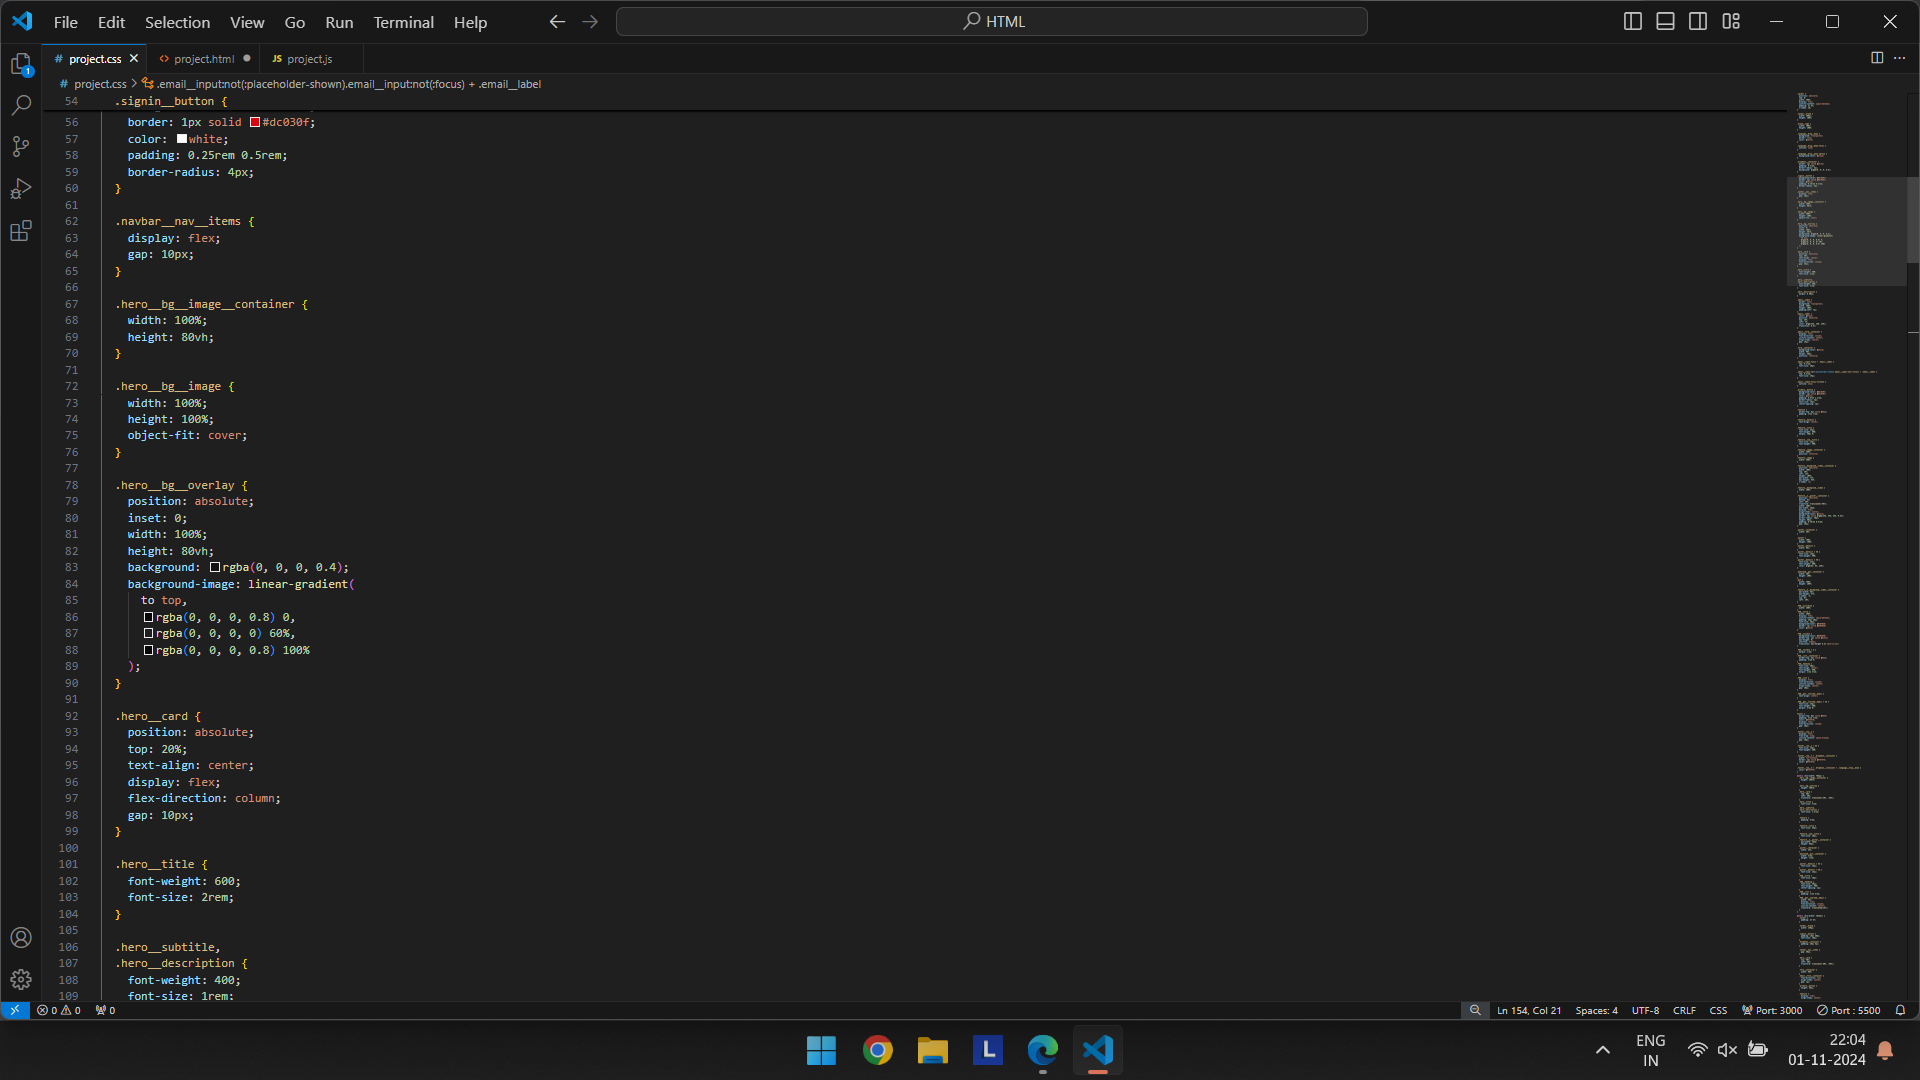 File Edit Selection View Go Run Terminal Help
HTML
# project.css
<> project.html
JS project.js
1
# project.css > .email__input:not(:placeholder-shown).email__input:not(:focus) + .email__label
54 .signin__button {
56 border: 1px solid #dc030f;
57 color: white;
58 padding: 0.25rem 0.5rem;
59 border-radius: 4px;
60 }
61
62 .navbar__nav__items {
63 display: flex;
64 gap: 10px;
65 }
66
67 .hero__bg__image__container {
68 width: 100%;
69 height: 80vh;
70 }
71
72 .hero__bg__image {
73 width: 100%;
74 height: 100%;
75 object-fit: cover;
76 }
77
78 .hero__bg__overlay {
79 position: absolute;
80 inset: 0;
81 width: 100%;
82 height: 80vh;
83 background: rgba(0, 0, 0, 0.4);
84 background-image: linear-gradient(
85 to top,
86 rgba(0, 0, 0, 0.8) 0,
87 rgba(0, 0, 0, 0) 60%,
88 rgba(0, 0, 0, 0.8) 100%
89 );
90 }
91
92 .hero__card {
93 position: absolute;
94 top: 20%;
95 text-align: center;
96 display: flex;
97 flex-direction: column;
98 gap: 10px;
99 }
100
101 .hero__title {
102 font-weight: 600;
103 font-size: 2rem;
104 }
105
106 .hero__subtitle,
107 .hero__description {
108 font-weight: 400;
109 font-size: 1rem;
0 0 0
Ln 154, Col 21 Spaces: 4 UTF-8 CRLF CSS Port: 3000 Port : 5500
L
ENG
IN
22:04
01-11-2024